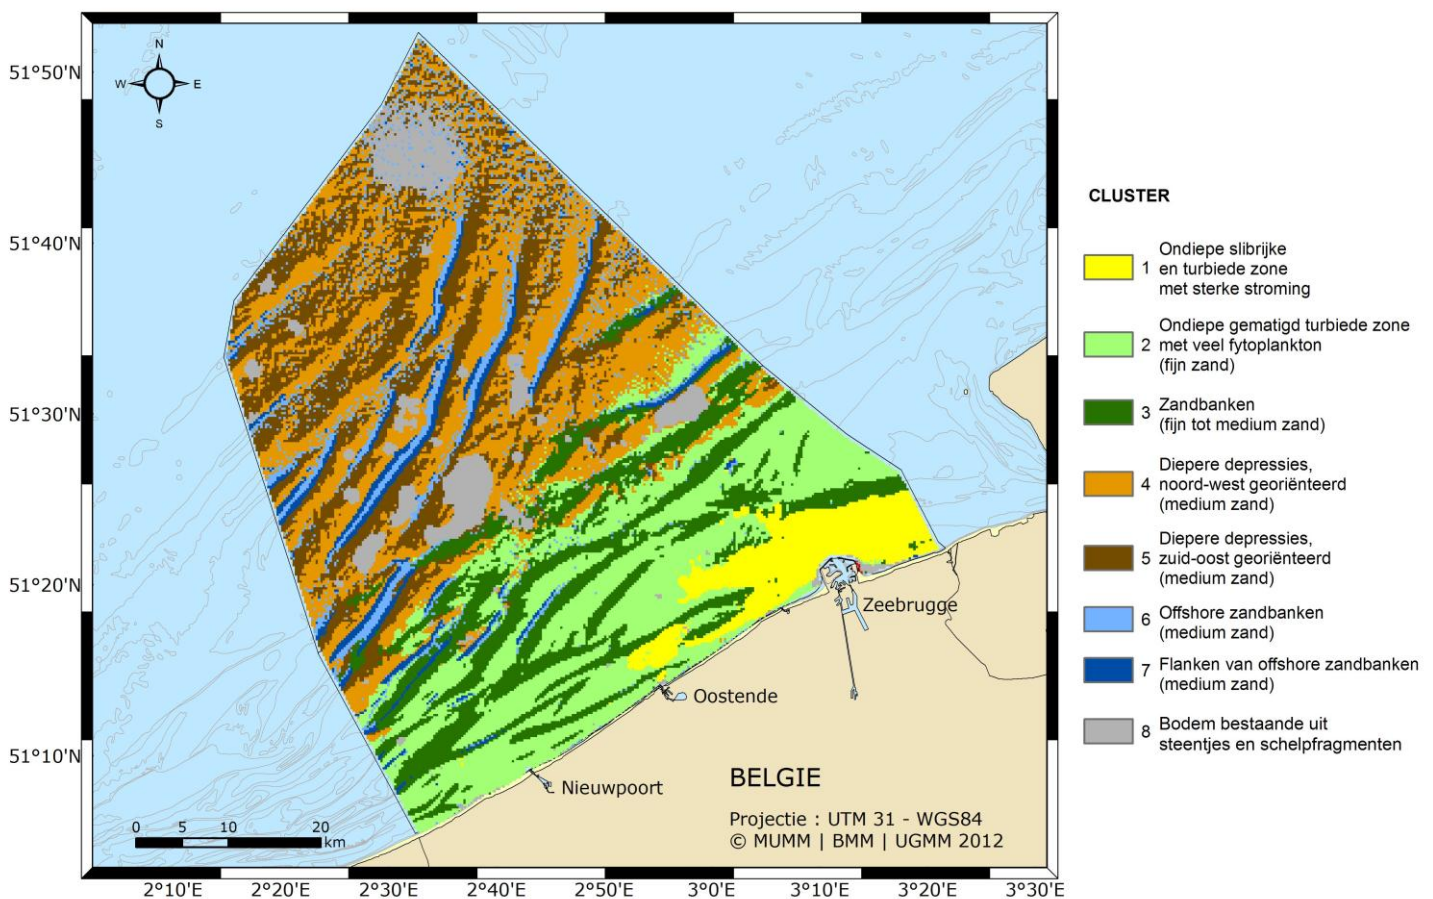 N
W E
S
51°50'N
51°40'N
51°30'N
51°20'N
51°10'N
2°10'E 2°20'E 2°30'E 2°40'E 2°50'E 3°0'E 3°10'E 3°20'E 3°30'E
Zeebrugge
Oostende
Nieuwpoort
BELGIE
Projectie : UTM 31 - WGS84
© MUMM | BMM | UGMM 2012
0 5 10 20
km
CLUSTER
1 Ondiepe slibrijke
en turbiede zone
met sterke stroming
2 Ondiepe gematigd turbiede zone
met veel fytoplankton
(fijn zand)
3 Zandbanken
(fijn tot medium zand)
4 Diepere depressies,
noord-west georiënteerd
(medium zand)
5 Diepere depressies,
zuid-oost georiënteerd
(medium zand)
6 Offshore zandbanken
(medium zand)
7 Flanken van offshore zandbanken
(medium zand)
8 Bodem bestaande uit
steentjes en schelpfragmenten